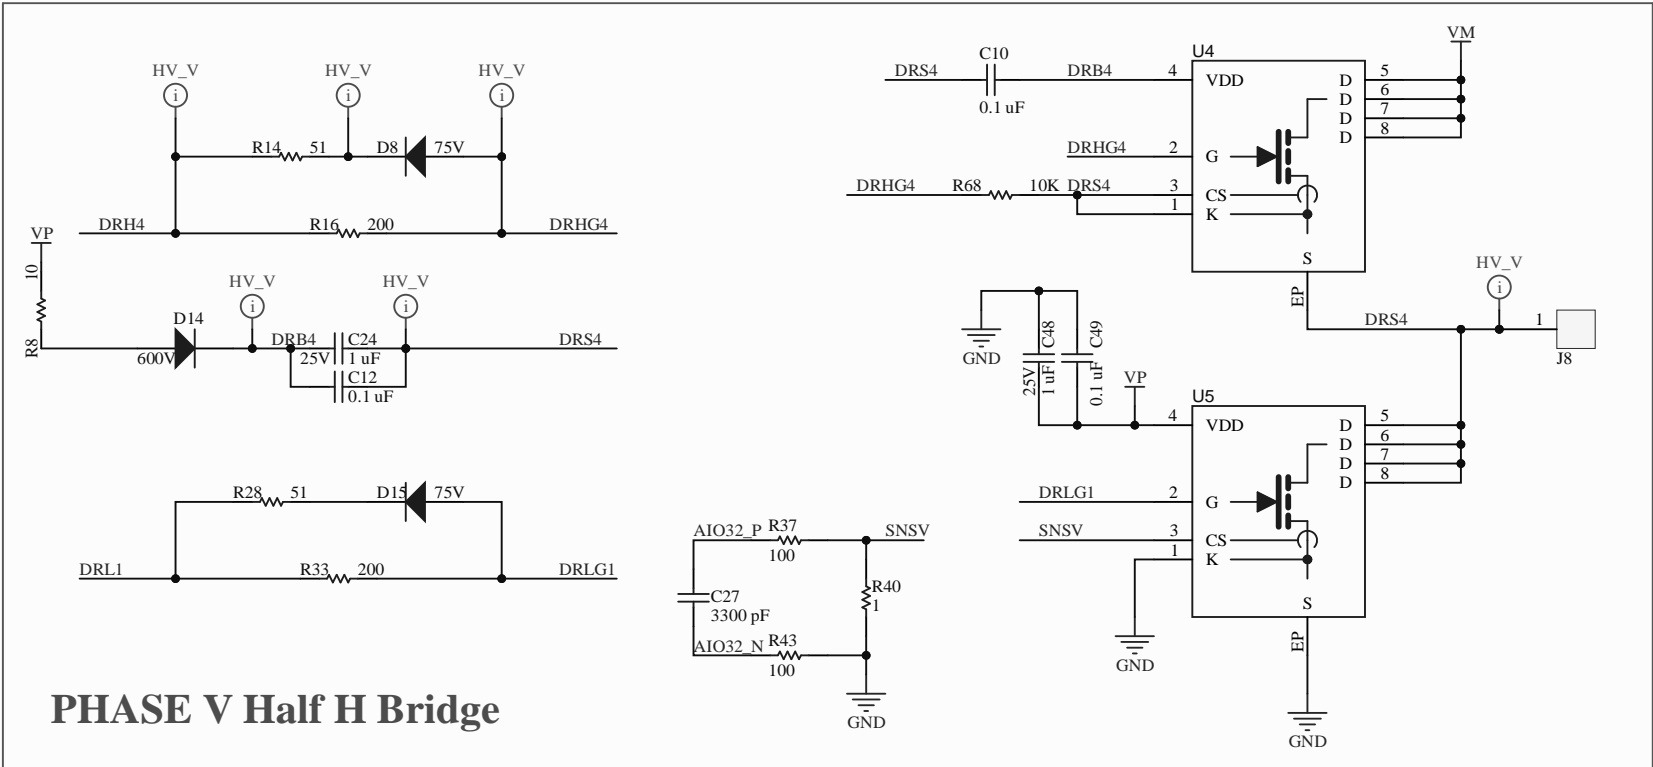 HV_V
i
HV_V
i
HV_V
i
R14 51
D8 75V
DRH4
R16 200
DRHG4
VP
10
R8
HV_V
i
HV_V
i
D14
600V
DRB4
C24
25V 1 uF
C12
0.1 uF
DRS4
R28 51
D15 75V
DRL1
R33 200
DRLG1
AIO32_P
R37
100
SNSV
C27
3300 pF
R40
1
AIO32_N
R43
100
GND
DRS4
C10
0.1 uF
DRB4
DRHG4
DRHG4
R68 10K
DRS4
U4
4 VDD
2 G
3 CS
1 K
D 5
D 6
D 7
D 8
S
EP
VM
HV_V
i
DRS4
1
J8
GND
C48
25V
1 uF
C49
0.1 uF
VP
U5
4 VDD
DRLG1
2 G
SNSV
3 CS
1 K
D 5
D 6
D 7
D 8
S
EP
GND
GND
PHASE V Half H Bridge